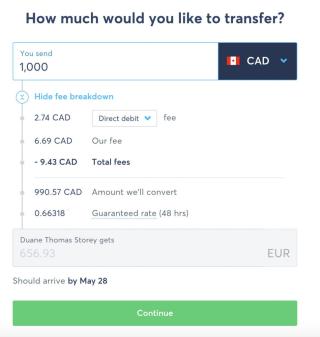 How much would you like to transfer?
You send
1,000
CAD
Hide fee breakdown
2.74 CAD Direct debit fee
6.69 CAD Our fee
- 9.43 CAD Total fees
990.57 CAD Amount we'll convert
0.66318 Guaranteed rate (48 hrs)
Duane Thomas Storey gets
656.93 EUR
Should arrive by May 28
Continue